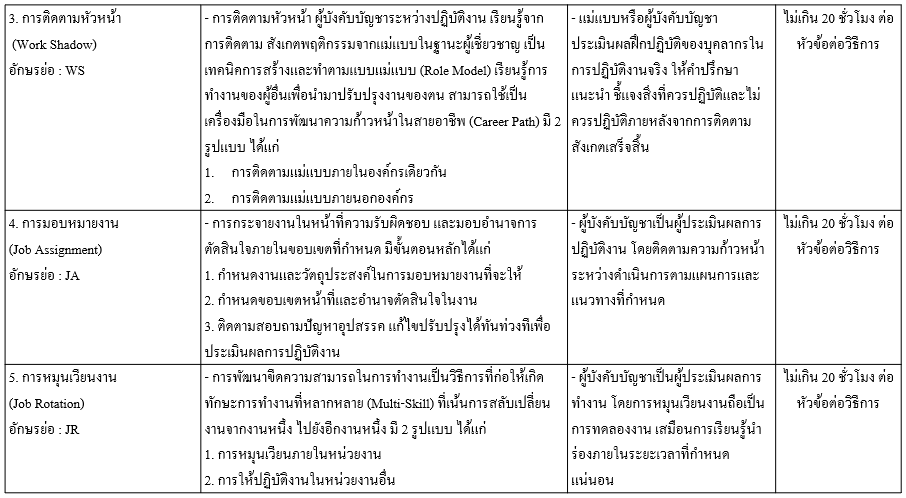 3. การติดตามหัวหน้า
(Work Shadow)
อักษรย่อ : WS
- การติดตามหัวหน้า ผู้บังคับบัญชาระหว่างปฏิบัติงาน เรียนรู้จาก
การติดตาม สังเกตพฤติกรรมจากแม่แบบในฐานะผู้เชี่ยวชาญ เป็น
เทคนิคการสร้างและทำตามแบบแม่แบบ (Role Model) เรียนรู้การ
ทำงานของผู้อื่นเพื่อนำมาปรับปรุงงานของตน สามารถใช้เป็น
เครื่องมือในการพัฒนาความก้าวหน้าในสายอาชีพ (Career Path) มี 2
รูปแบบ ได้แก่
1. การติดตามแม่แบบภายในองค์กรเดียวกัน
2. การติดตามแม่แบบภายนอกองค์กร
- แม่แบบหรือผู้บังคับบัญชา
ประเมินผลฝึกปฏิบัติของบุคลากรใน
การปฏิบัติงานจริง ให้คำปรึกษา
แนะนำ ชี้แจงสิ่งที่ควรปฏิบัติและไม่
ควรปฏิบัติภายหลังจากการติดตาม
สังเกตเสร็จสิ้น
ไม่เกิน 20 ชั่วโมง ต่อ
หัวข้อต่อวิธีการ
4. การมอบหมายงาน
(Job Assignment)
อักษรย่อ : JA
- การกระจายงานในหน้าที่ความรับผิดชอบ และมอบอำนาจการ
ตัดสินใจภายในขอบเขตที่กำหนด มีขั้นตอนหลักได้แก่
1. กำหนดงานและวัตถุประสงค์ในการมอบหมายงานที่จะให้
2. กำหนดขอบเขตหน้าที่และอำนาจตัดสินใจในงาน
3. ติดตามสอบถามปัญหาอุปสรรค แก้ไขปรับปรุงได้ทันท่วงทีเพื่อ
ประเมินผลการปฏิบัติงาน
- ผู้บังคับบัญชาเป็นผู้ประเมินผลการ
ปฏิบัติงาน โดยติดตามความก้าวหน้า
ระหว่างดำเนินการตามแผนการและ
แนวทางที่กำหนด
ไม่เกิน 20 ชั่วโมง ต่อ
หัวข้อต่อวิธีการ
5. การหมุนเวียนงาน
(Job Rotation)
อักษรย่อ : JR
- การพัฒนาขีดความสามารถในการทำงานเป็นวิธีการที่ก่อให้เกิด
ทักษะการทำงานที่หลากหลาย (Multi-Skill) ที่เน้นการสลับเปลี่ยน
งานจากงานหนึ่ง ไปยังอีกงานหนึ่ง มี 2 รูปแบบ ได้แก่
1. การหมุนเวียนภายในหน่วยงาน
2. การให้ปฏิบัติงานในหน่วยงานอื่น
- ผู้บังคับบัญชาเป็นผู้ประเมินผลการ
ทำงาน โดยการหมุนเวียนงานถือเป็น
การทดลองงาน เสมือนการเรียนรู้นำ
ร่องภายในระยะเวลาที่กำหนด
แน่นอน
ไม่เกิน 20 ชั่วโมง ต่อ
หัวข้อต่อวิธีการ